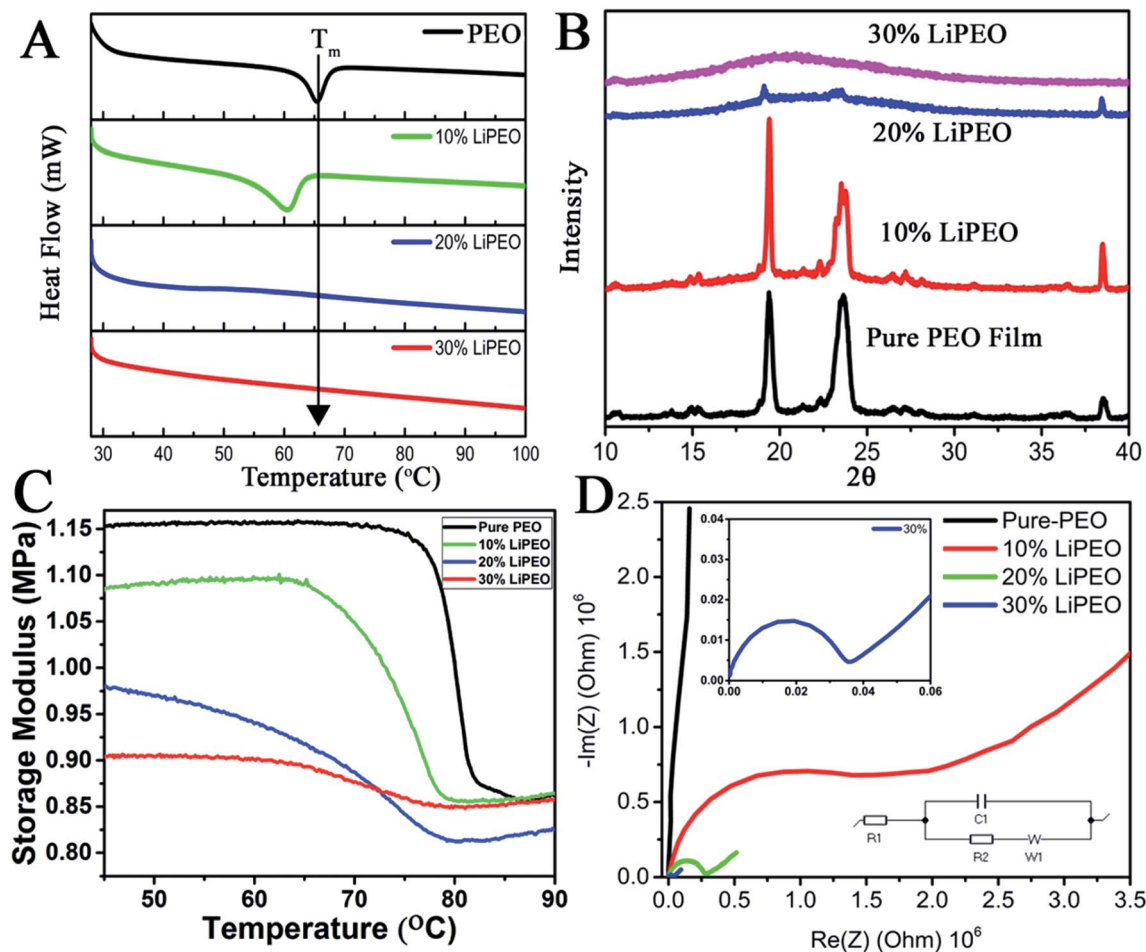 A
T_m
PEO
10% LiPEO
20% LiPEO
30% LiPEO
Heat Flow (mW)
30 40 50 60 70 80 90 100
Temperature (°C)
B
30% LiPEO
20% LiPEO
10% LiPEO
Pure PEO Film
Intensity
10 15 20 25 30 35 40
2θ
C
Pure PEO
10% LiPEO
20% LiPEO
30% LiPEO
Storage Modulus (MPa)
1.15
1.10
1.05
1.00
0.95
0.90
0.85
0.80
50 60 70 80 90
Temperature (°C)
D
Pure-PEO
10% LiPEO
20% LiPEO
30% LiPEO
30%
0.04
0.03
0.02
0.01
0.00
0.00 0.02 0.04 0.06
-Im(Z) (Ohm) 10⁶
2.5
2.0
1.5
1.0
0.5
0.0
R1
C1
R2
W1
0.0 0.5 1.0 1.5 2.0 2.5 3.0 3.5
Re(Z) (Ohm) 10⁶